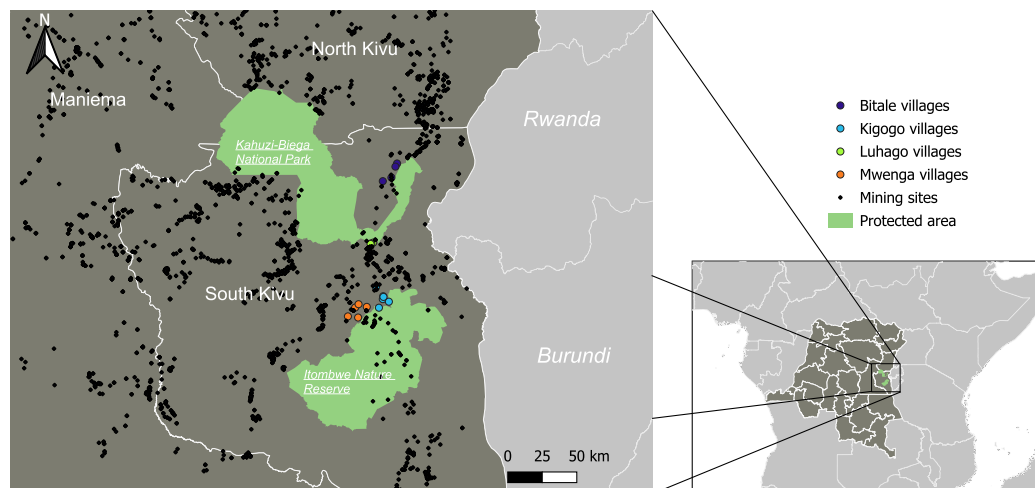 N
North Kivu
Maniema
Rwanda
Kahuzi-Biega
National Park
South Kivu
Burundi
Itombwe Nature
Reserve
0 25 50 km
Bitale villages
Kigogo villages
Luhago villages
Mwenga villages
Mining sites
Protected area